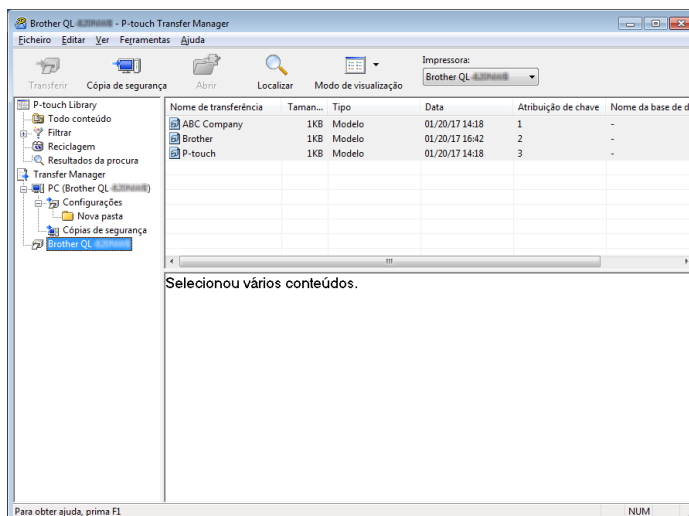 Brother QL - P-touch Transfer Manager
Ficheiro Editar Ver Ferramentas Ajuda
Transferir Cópia de segurança Abrir Localizar Modo de visualização
Impressora:
Brother QL
P-touch Library
Todo conteúdo
Filtrar
Reciclagem
Resultados da procura
Transfer Manager
PC (Brother QL )
Configurações
Nova pasta
Cópias de segurança
Brother QL
Nome de transferência Taman... Tipo Data Atribuição de chave Nome da base de d
ABC Company 1KB Modelo 01/20/17 14:18 1 -
Brother 1KB Modelo 01/20/17 16:42 2 -
P-touch 1KB Modelo 01/20/17 14:18 3 -
Selecionou vários conteúdos.
Para obter ajuda, prima F1 NUM